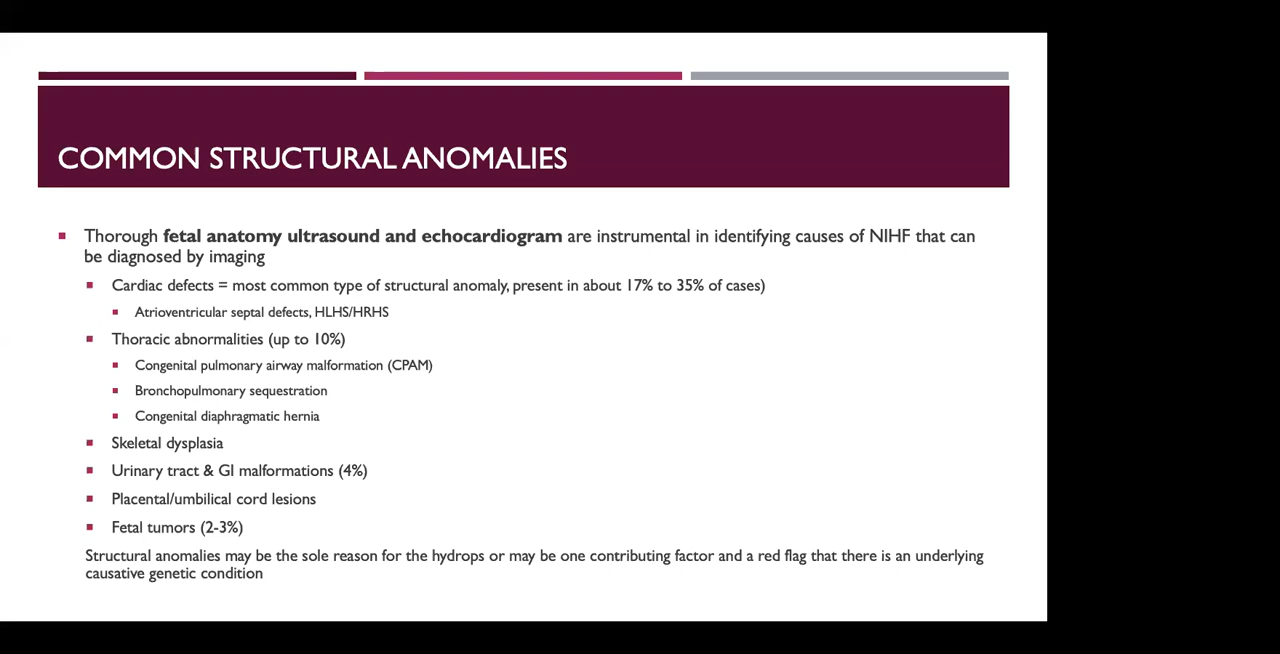 COMMON STRUCTURAL ANOMALIES
Thorough fetal anatomy ultrasound and echocardiogram are instrumental in identifying causes of NIHF that can
be diagnosed by imaging
Cardiac defects = most common type of structural anomaly, present in about 17% to 35% of cases)
Atrioventricular septal defects, HLHS/HRHS
Thoracic abnormalities (up to 10%)
Congenital pulmonary airway malformation (CPAM)
Bronchopulmonary sequestration
Congenital diaphragmatic hernia
Skeletal dysplasia
Urinary tract & GI malformations (4%)
Placental/umbilical cord lesions
Fetal tumors (2-3%)
Structural anomalies may be the sole reason for the hydrops or may be one contributing factor and a red flag that there is an underlying
causative genetic condition